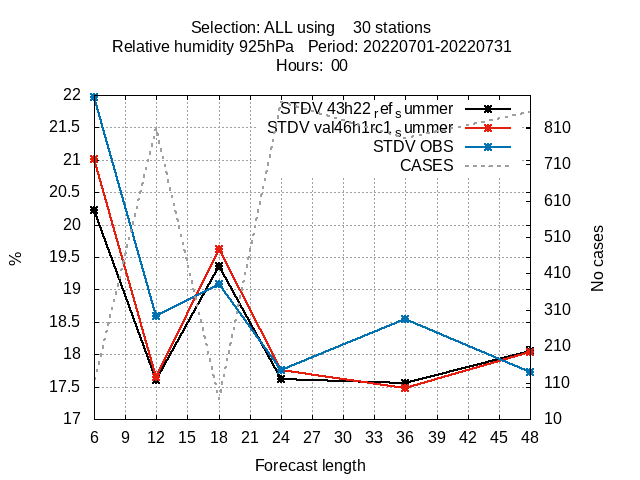 Selection: ALL using    30 stations
Relative humidity 925hPa   Period: 20220701-20220731
Hours:  00
STDV 43h22_ref_summer
STDV val46h1rc1_summer
STDV OBS
CASES
22
21.5
21
20.5
20
19.5
19
18.5
18
17.5
17
%
810
710
610
510
410
310
210
110
10
No cases
6 9 12 15 18 21 24 27 30 33 36 39 42 45 48
Forecast length